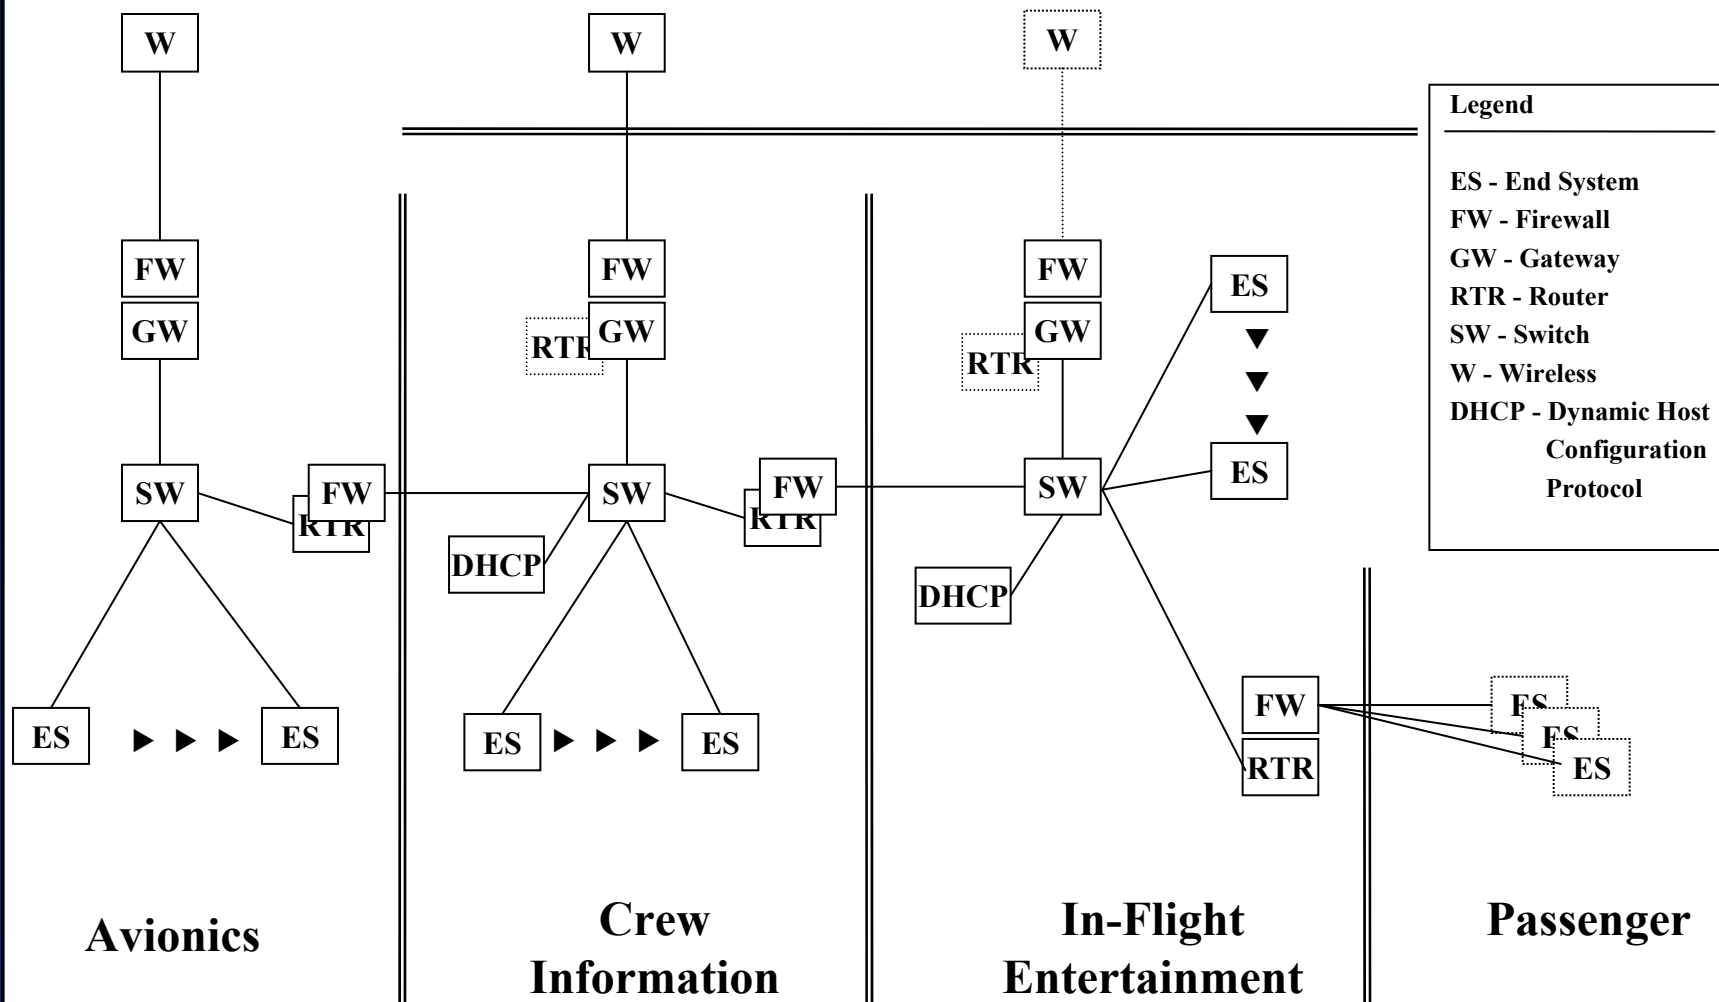 W
W
W
Legend
ES - End System
FW - Firewall
GW - Gateway
RTR - Router
SW - Switch
W - Wireless
DHCP - Dynamic Host
Configuration
Protocol
FW
GW
FW
GW
RTR
FW
GW
RTR
ES
ES
SW
FW
RTR
SW
FW
RTR
SW
DHCP
DHCP
ES
ES
ES
ES
FW
RTR
ES
ES
ES
Avionics
Crew
Information
In-Flight
Entertainment
Passenger